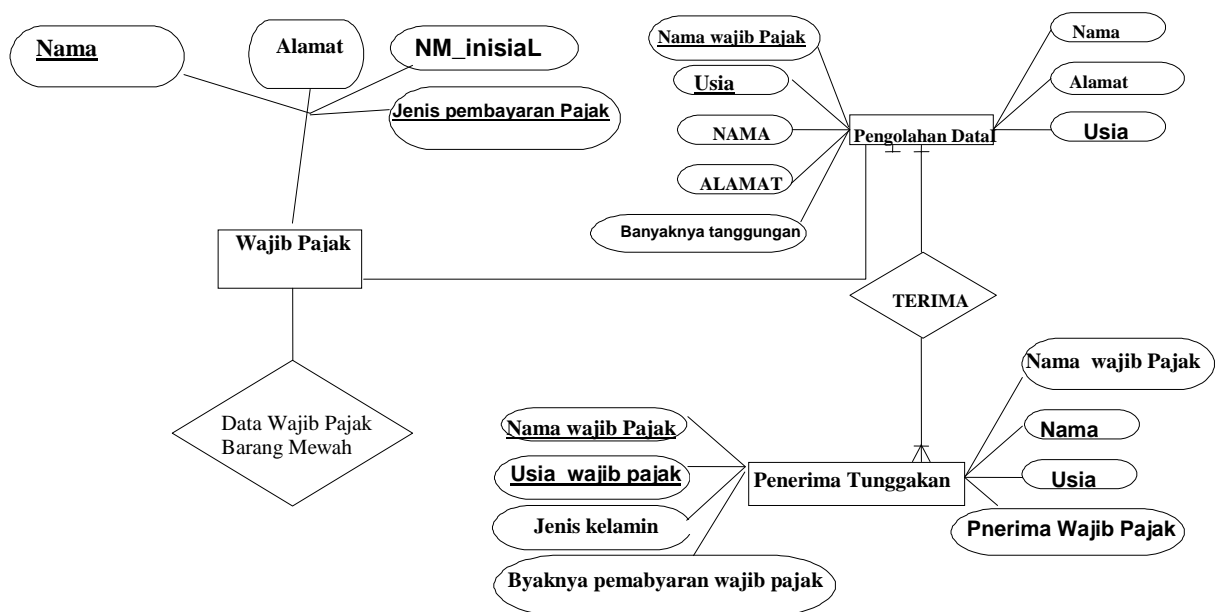 Nama
Alamat
NM_inisiaL
Jenis pembayaran Pajak
Wajib Pajak
Data Wajib Pajak
Barang Mewah
Nama wajib Pajak
Usia
NAMA
ALAMAT
Banyaknya tanggungan
Pengolahan Data1
Nama
Alamat
Usia
TERIMA
Nama wajib Pajak
Usia wajib pajak
Jenis kelamin
Byaknya pemabyaran wajib pajak
Penerima Tunggakan
Nama wajib Pajak
Nama
Usia
Pnerima Wajib Pajak